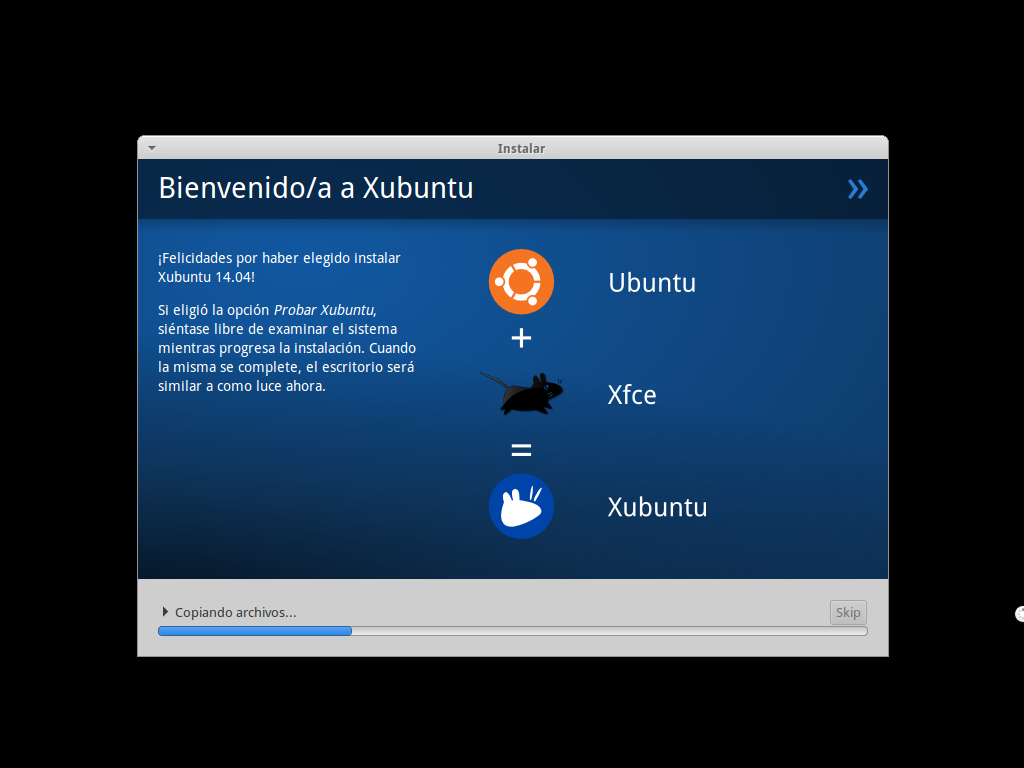 Instalar
Bienvenido/a a Xubuntu
¡Felicidades por haber elegido instalar
Xubuntu 14.04!
Si eligió la opción Probar Xubuntu,
siéntase libre de examinar el sistema
mientras progresa la instalación. Cuando
la misma se complete, el escritorio será
similar a como luce ahora.
Ubuntu
+
Xfce
=
Xubuntu
Copiando archivos...
Skip